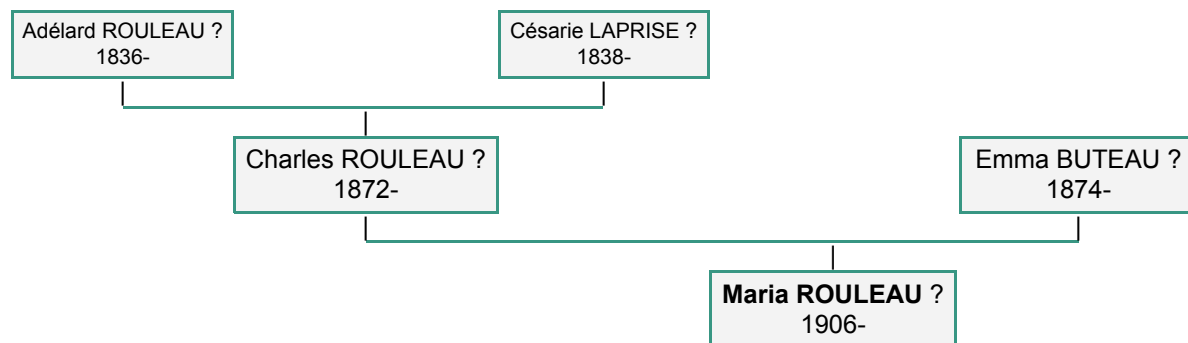 Adélard ROULEAU ?
1836-
Césarie LAPRISE ?
1838-
Charles ROULEAU ?
1872-
Emma BUTEAU ?
1874-
Maria ROULEAU ?
1906-